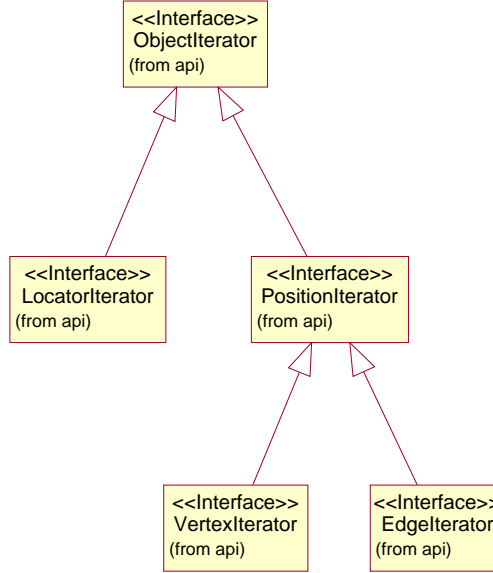 <<Interface>>
ObjectIterator
(from api)
<<Interface>>
LocatorIterator
(from api)
<<Interface>>
PositionIterator
(from api)
<<Interface>>
VertexIterator
(from api)
<<Interface>>
EdgeIterator
(from api)